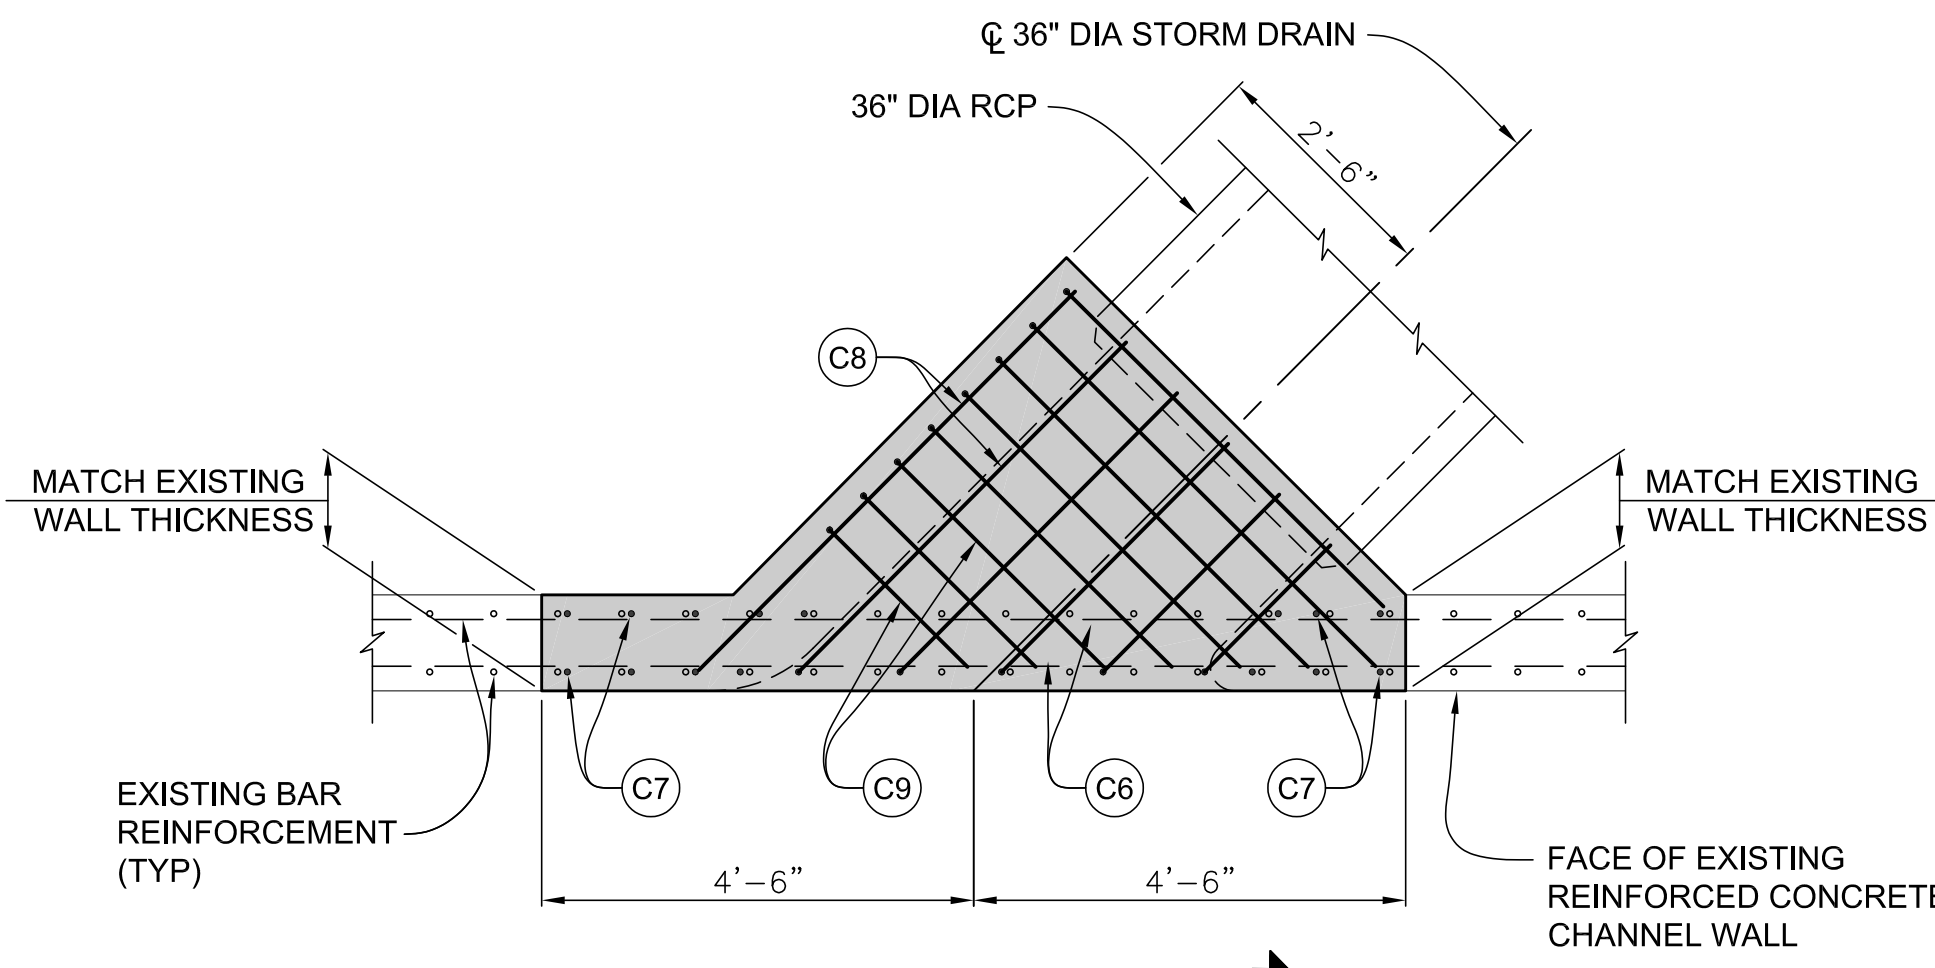 ℄ 36" DIA STORM DRAIN
36" DIA RCP
2'-6"
C8
MATCH EXISTING
WALL THICKNESS
MATCH EXISTING
WALL THICKNESS
C7
C9
C6
C7
EXISTING BAR
REINFORCEMENT
(TYP)
4'-6"
4'-6"
FACE OF EXISTING
REINFORCED CONCRETE
CHANNEL WALL